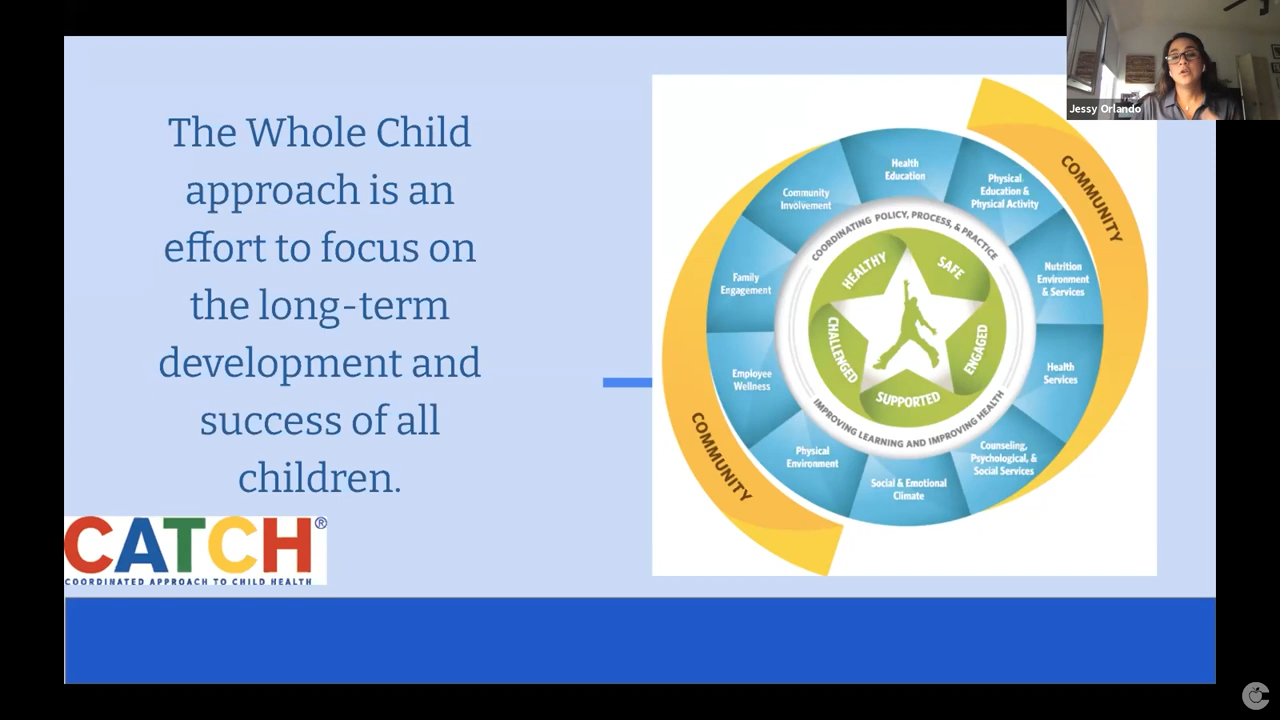 The Whole Child
approach is an
effort to focus on
the long-term
development and
success of all
children.
CATCH®
COORDINATED APPROACH TO CHILD HEALTH
COMMUNITY
Health
Education
Physical
Education &
Physical Activity
Nutrition
Environment
& Services
Health
Services
Counseling,
Psychological, &
Social Services
Social & Emotional
Climate
Physical
Environment
Employee
Wellness
Family
Engagement
Community
Involvement
COORDINATING POLICY, PROCESS, & PRACTICE
IMPROVING LEARNING AND IMPROVING HEALTH
HEALTHY
SAFE
ENGAGED
SUPPORTED
CHALLENGED
COMMUNITY
Jessy Orlando